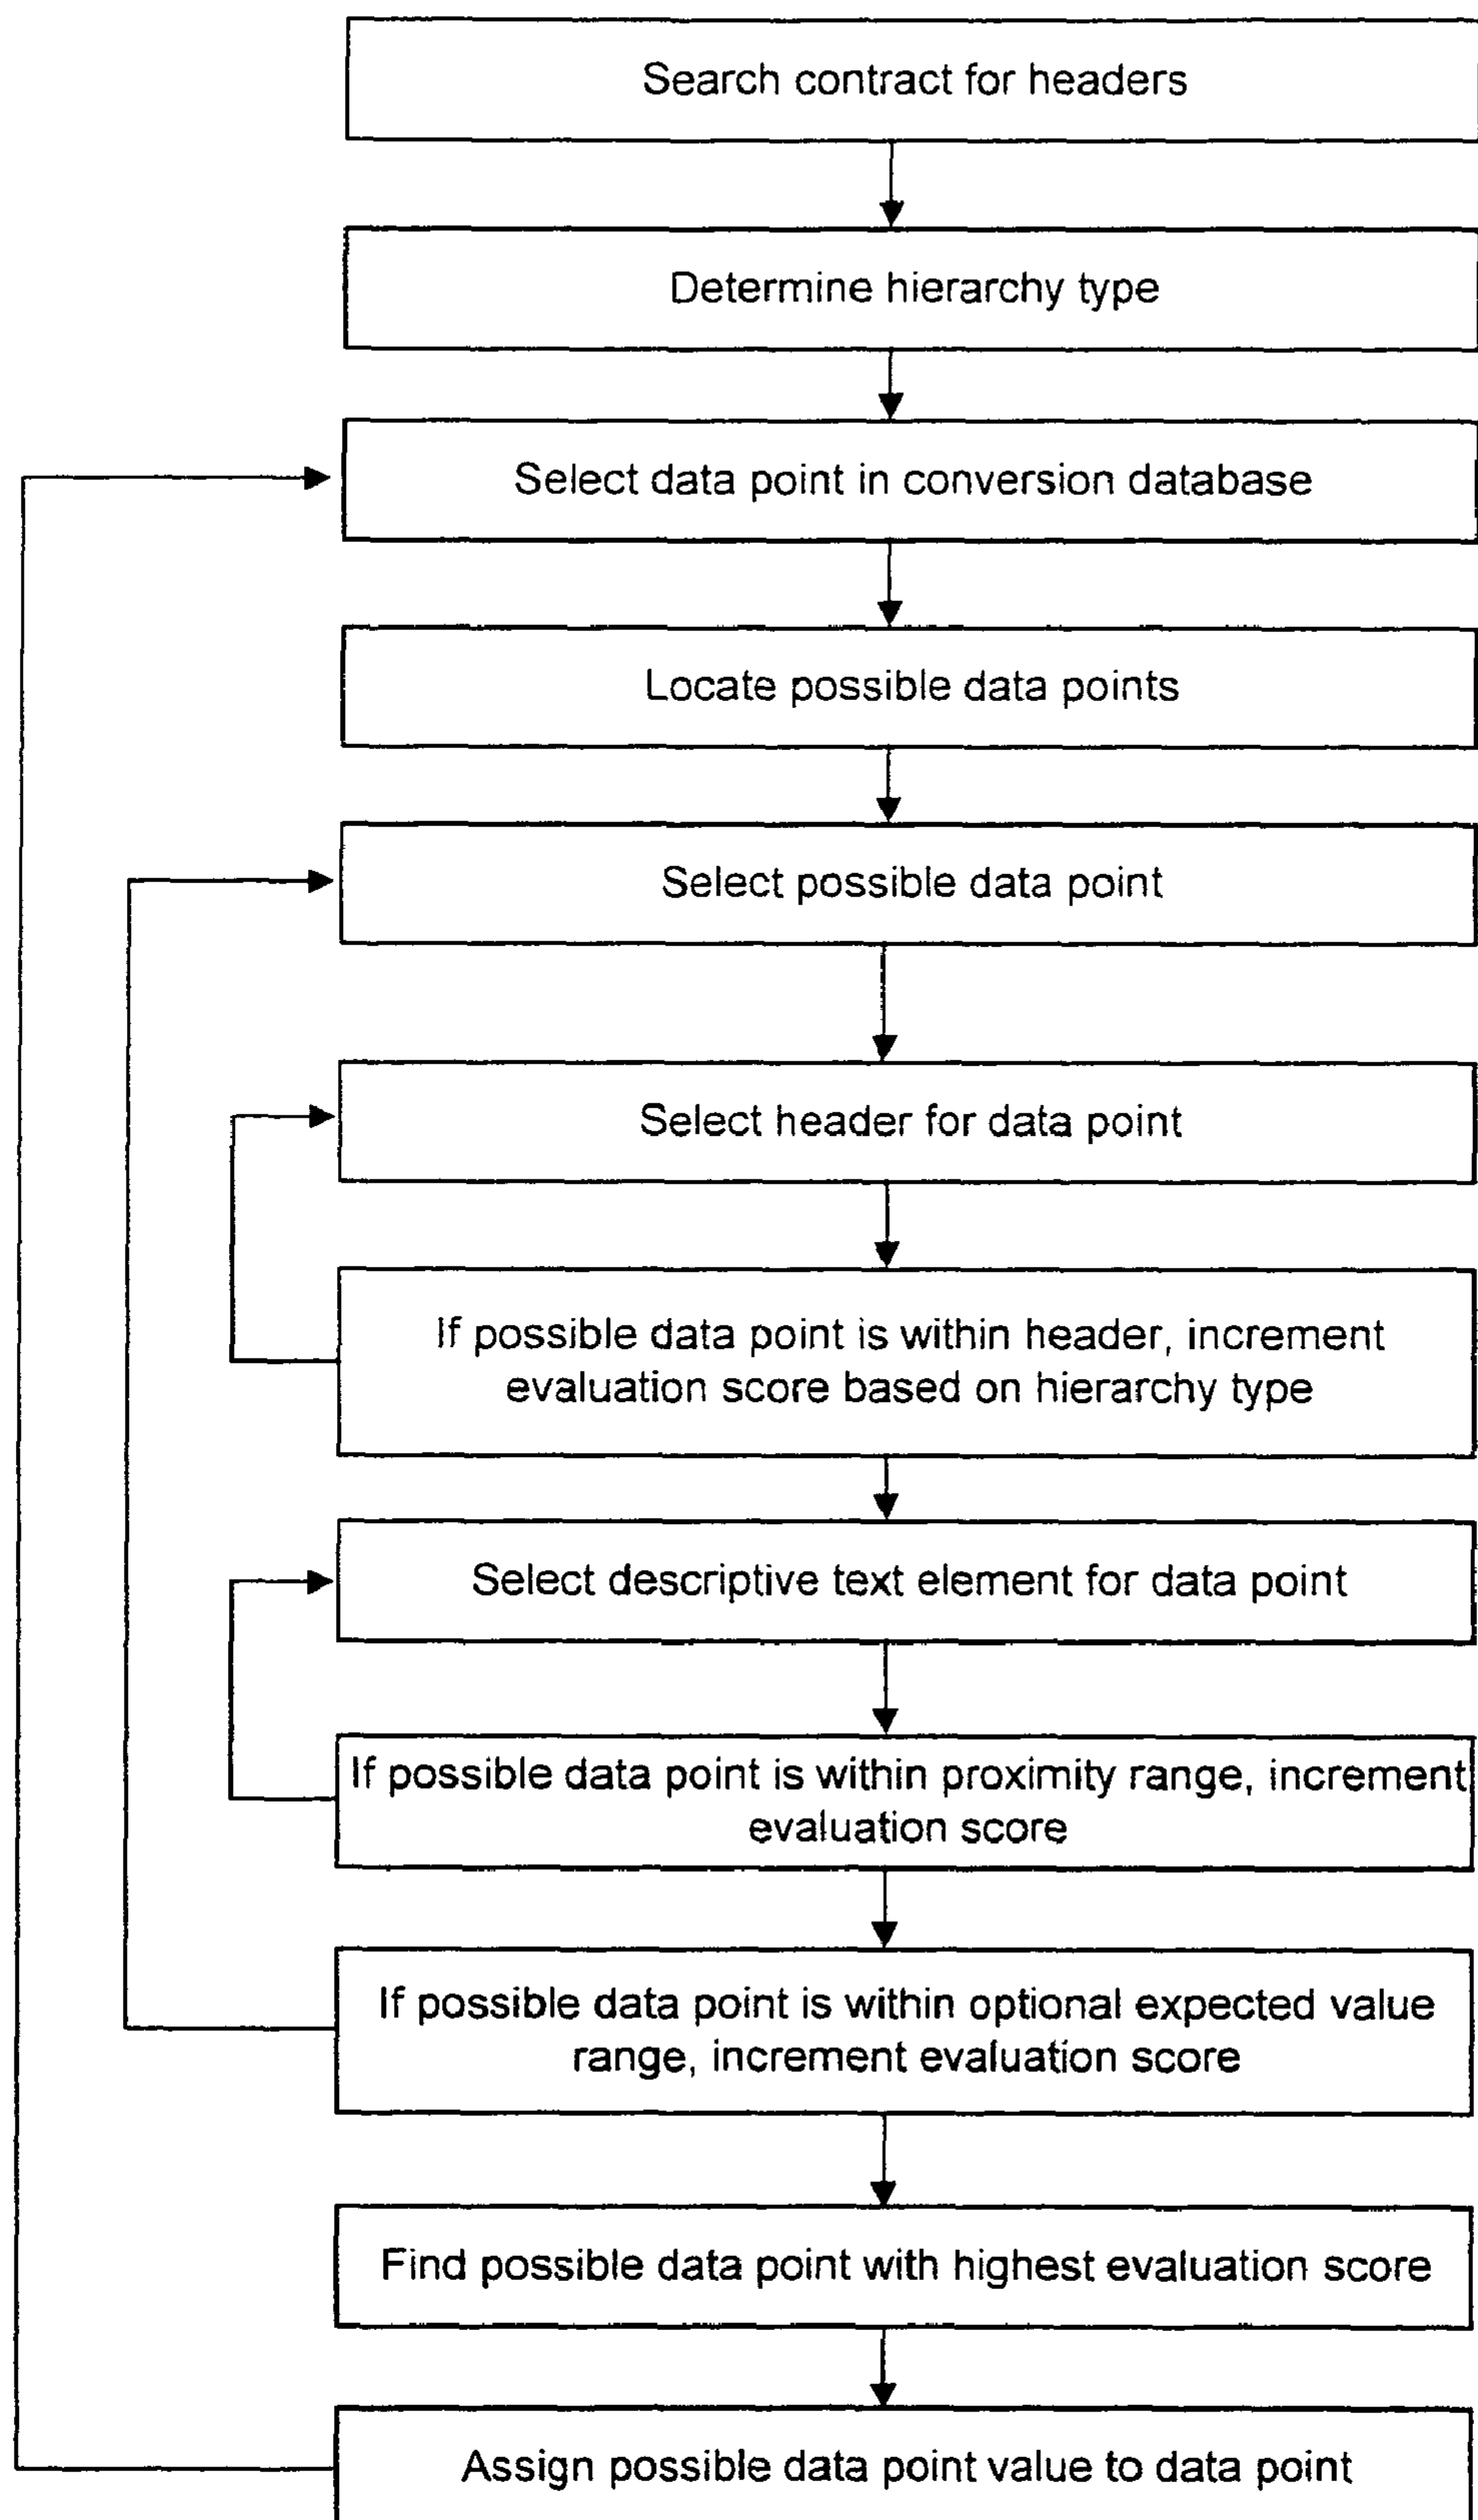 Search contract for headers
Determine hierarchy type
Select data point in conversion database
Locate possible data points
Select possible data point
Select header for data point
If possible data point is within header, increment
evaluation score based on hierarchy type
Select descriptive text element for data point
If possible data point is within proximity range, increment
evaluation score
If possible data point is within optional expected value
range, increment evaluation score
Find possible data point with highest evaluation score
Assign possible data point value to data point